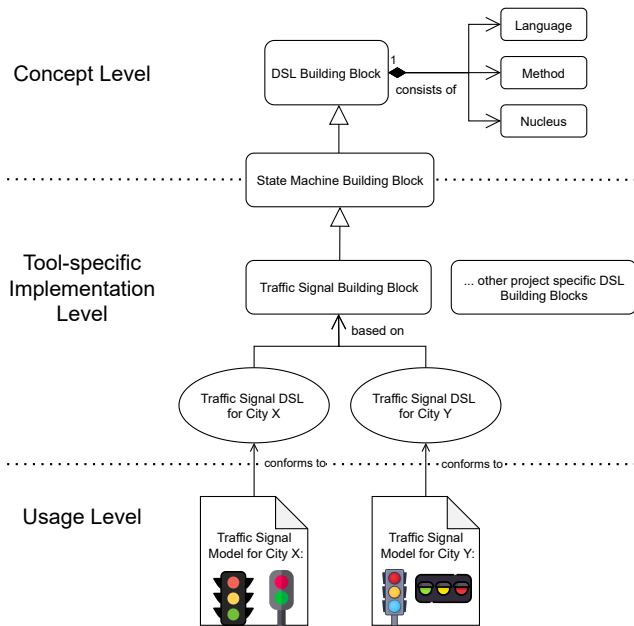 Concept Level
DSL Building Block
1
consists of
Language
Method
Nucleus
State Machine Building Block
Tool-specific
Implementation
Level
Traffic Signal Building Block
... other project specific DSL
Building Blocks
based on
Traffic Signal DSL
for City X
Traffic Signal DSL
for City Y
conforms to
conforms to
Usage Level
Traffic Signal
Model for City X:
Traffic Signal
Model for City Y: